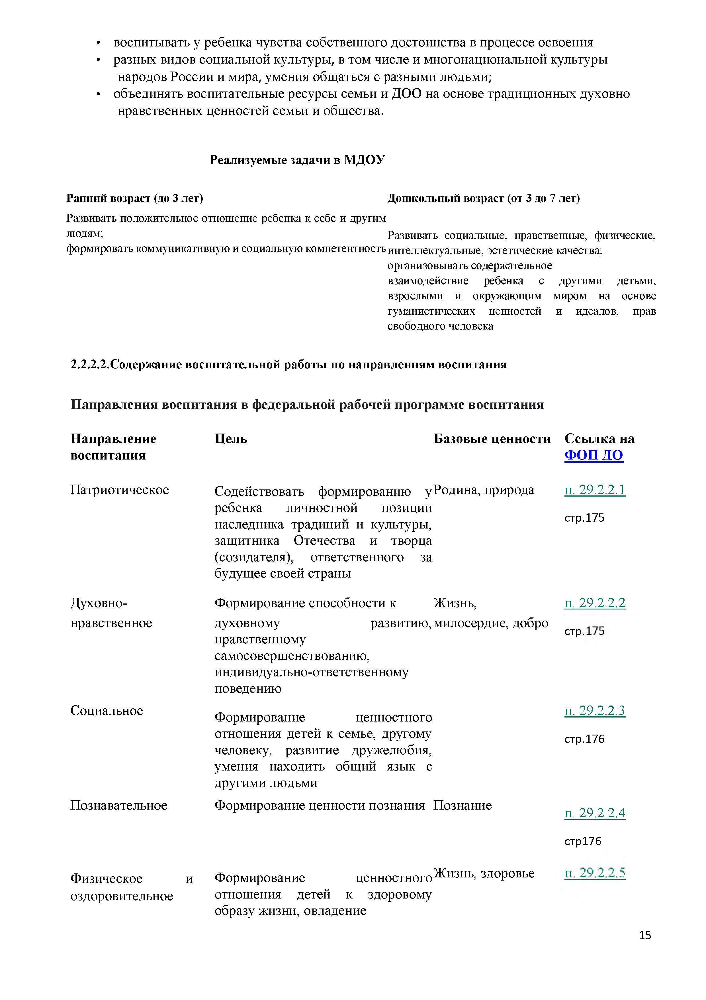 • воспитывать у ребенка чувства собственного достоинства в процессе освоения
• разных видов социальной культуры, в том числе и многонациональной культуры
народов России и мира, умения общаться с разными людьми;
• объединять воспитательные ресурсы семьи и ДОО на основе традиционных духовно
нравственных ценностей семьи и общества.
Реализуемые задачи в МДОУ
Ранний возраст (до 3 лет)
Развивать положительное отношение ребенка к себе и другим
людям;
формировать коммуникативную и социальную компетентность
Дошкольный возраст (от 3 до 7 лет)
Развивать социальные, нравственные, физические,
интеллектуальные, эстетические качества;
организовывать содержательное
взаимодействие ребенка с другими детьми,
взрослыми и окружающим миром на основе
гуманистических ценностей и идеалов, прав
свободного человека
2.2.2.2.Содержание воспитательной работы по направлениям воспитания
Направления воспитания в федеральной рабочей программе воспитания
Направление
воспитания
Цель
Базовые ценности
Ссылка на
ФОП ДО
Патриотическое
Содействовать формированию у
ребенка личностной позиции
наследника традиций и культуры,
защитника Отечества и творца
(созидателя), ответственного за
будущее своей страны
Родина, природа
п. 29.2.2.1
стр.175
Духовно-
нравственное
Формирование способности к
духовному развитию,
нравственному
самосовершенствованию,
индивидуально-ответственному
поведению
Жизнь,
милосердие, добро
п. 29.2.2.2
стр.175
Социальное
Формирование ценностного
отношения детей к семье, другому
человеку, развитие дружелюбия,
умения находить общий язык с
другими людьми
п. 29.2.2.3
стр.176
Познавательное
Формирование ценности познания
Познание
п. 29.2.2.4
стр176
Физическое и
оздоровительное
Формирование ценностного
отношения детей к здоровому
образу жизни, овладение
Жизнь, здоровье
п. 29.2.2.5
15